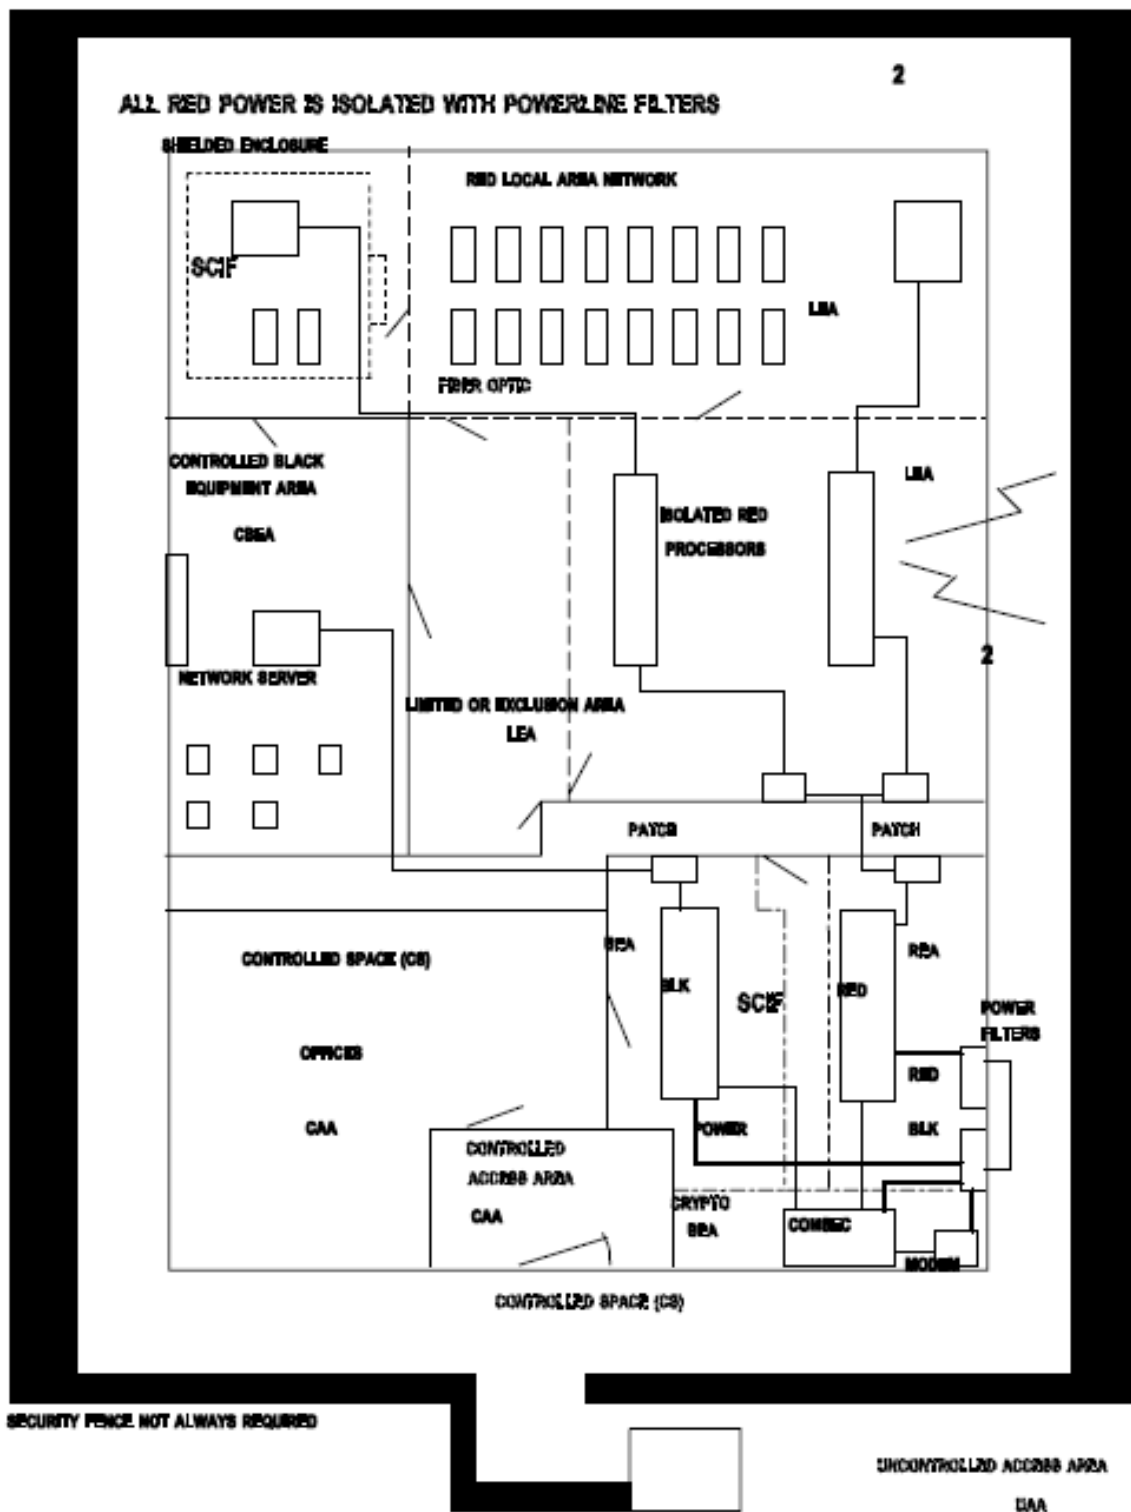 2
ALL RED POWER IS ISOLATED WITH POWERLINE FILTERS
SHIELDED ENCLOSURE
RED LOCAL AREA NETWORK
SCIF
LEA
FIBER OPTIC
CONTROLLED BLACK
EQUIPMENT AREA
CBEA
LEA
ISOLATED RED
PROCESSORS
2
NETWORK SERVER
LIMITED OR EXCLUSION AREA
LEA
PATCH
PATCH
CONTROLLED SPACE (CS)
BEA
BLK
SCIF
RED
REA
POWER
FILTERS
OFFICES
RED
CAA
POWER
BLK
CONTROLLED
ACCESS AREA
CAA
CRYPTO
COMSEC
MODEM
CONTROLLED SPACE (CS)
SECURITY FENCE NOT ALWAYS REQUIRED
UNCONTROLLED ACCESS AREA
UAA